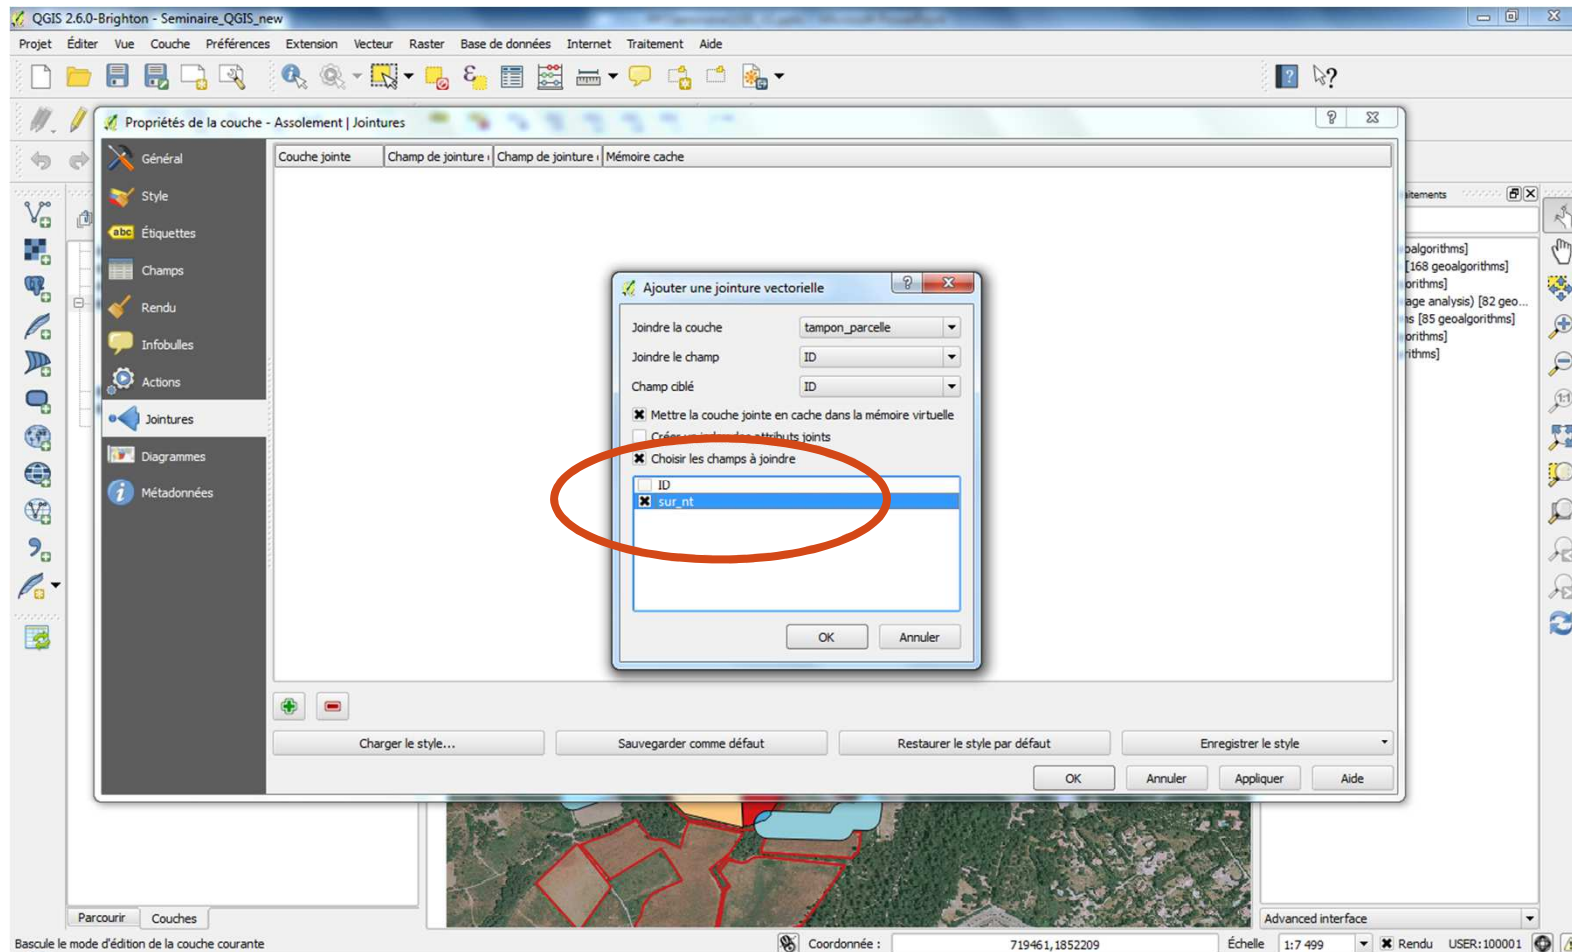 QGIS 2.6.0-Brighton - Seminaire_QGIS_new
Projet Éditer Vue Couche Préférences Extension Vecteur Raster Base de données Internet Traitement Aide
Propriétés de la couche - Assolement | Jointures
Général
Style
Étiquettes
Champs
Rendu
Infobulles
Actions
Jointures
Diagrammes
Métadonnées
Couche jointe Champ de jointure Champ de jointure Mémoire cache
Ajouter une jointure vectorielle
Joindre la couche tampon_parcelle
Joindre le champ ID
Champ ciblé ID
Mettre la couche jointe en cache dans la mémoire virtuelle
attributs joints
Choisir les champs à joindre
ID
sur_nt
OK Annuler
Charger le style... Sauvegarder comme défaut Restaurer le style par défaut Enregistrer le style
OK Annuler Appliquer Aide
aitements
oalgorithms]
[168 geoalgorithms]
orithms]
age analysis) [82 geo...
ns [85 geoalgorithms]
orithms]
rithms]
Advanced interface
Parcourir Couches
Bascule le mode d'édition de la couche courante Coordonnée : 719461,1852209 Échelle 1:7 499 Rendu USER:100001